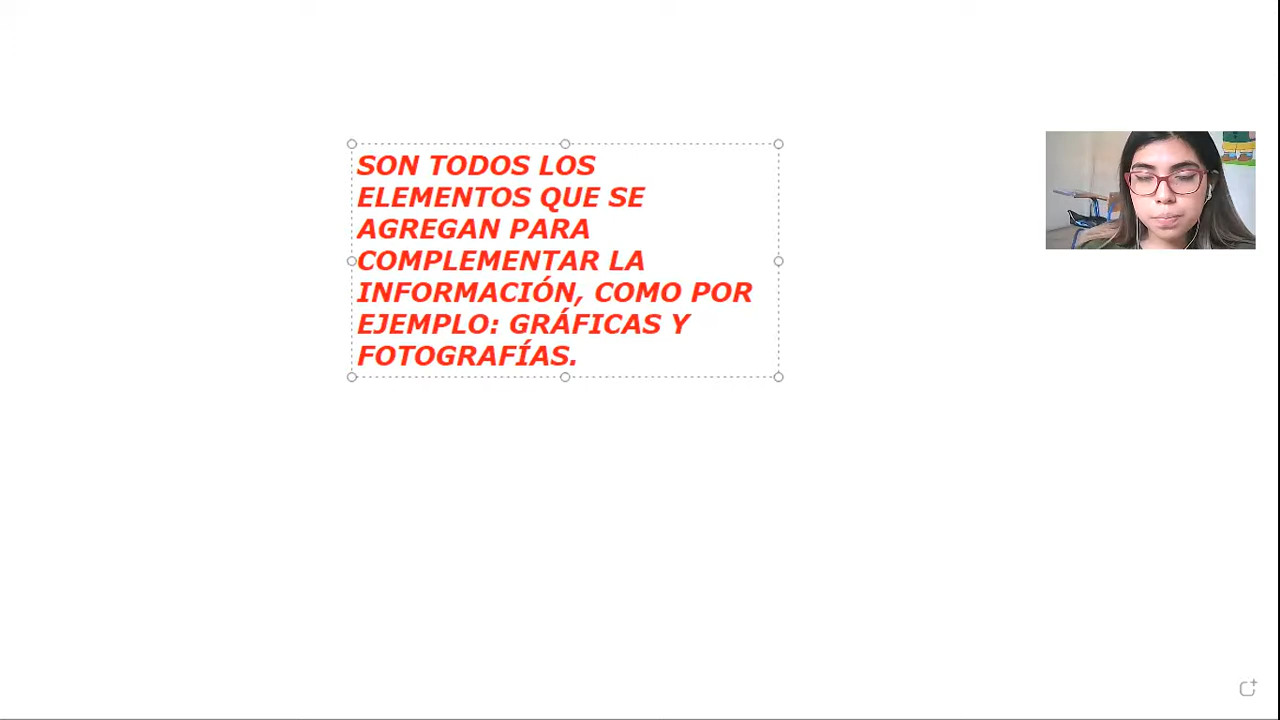 SON TODOS LOS
ELEMENTOS QUE SE
AGREGAN PARA
COMPLEMENTAR LA
INFORMACIÓN, COMO POR
EJEMPLO: GRÁFICAS Y
FOTOGRAFÍAS.